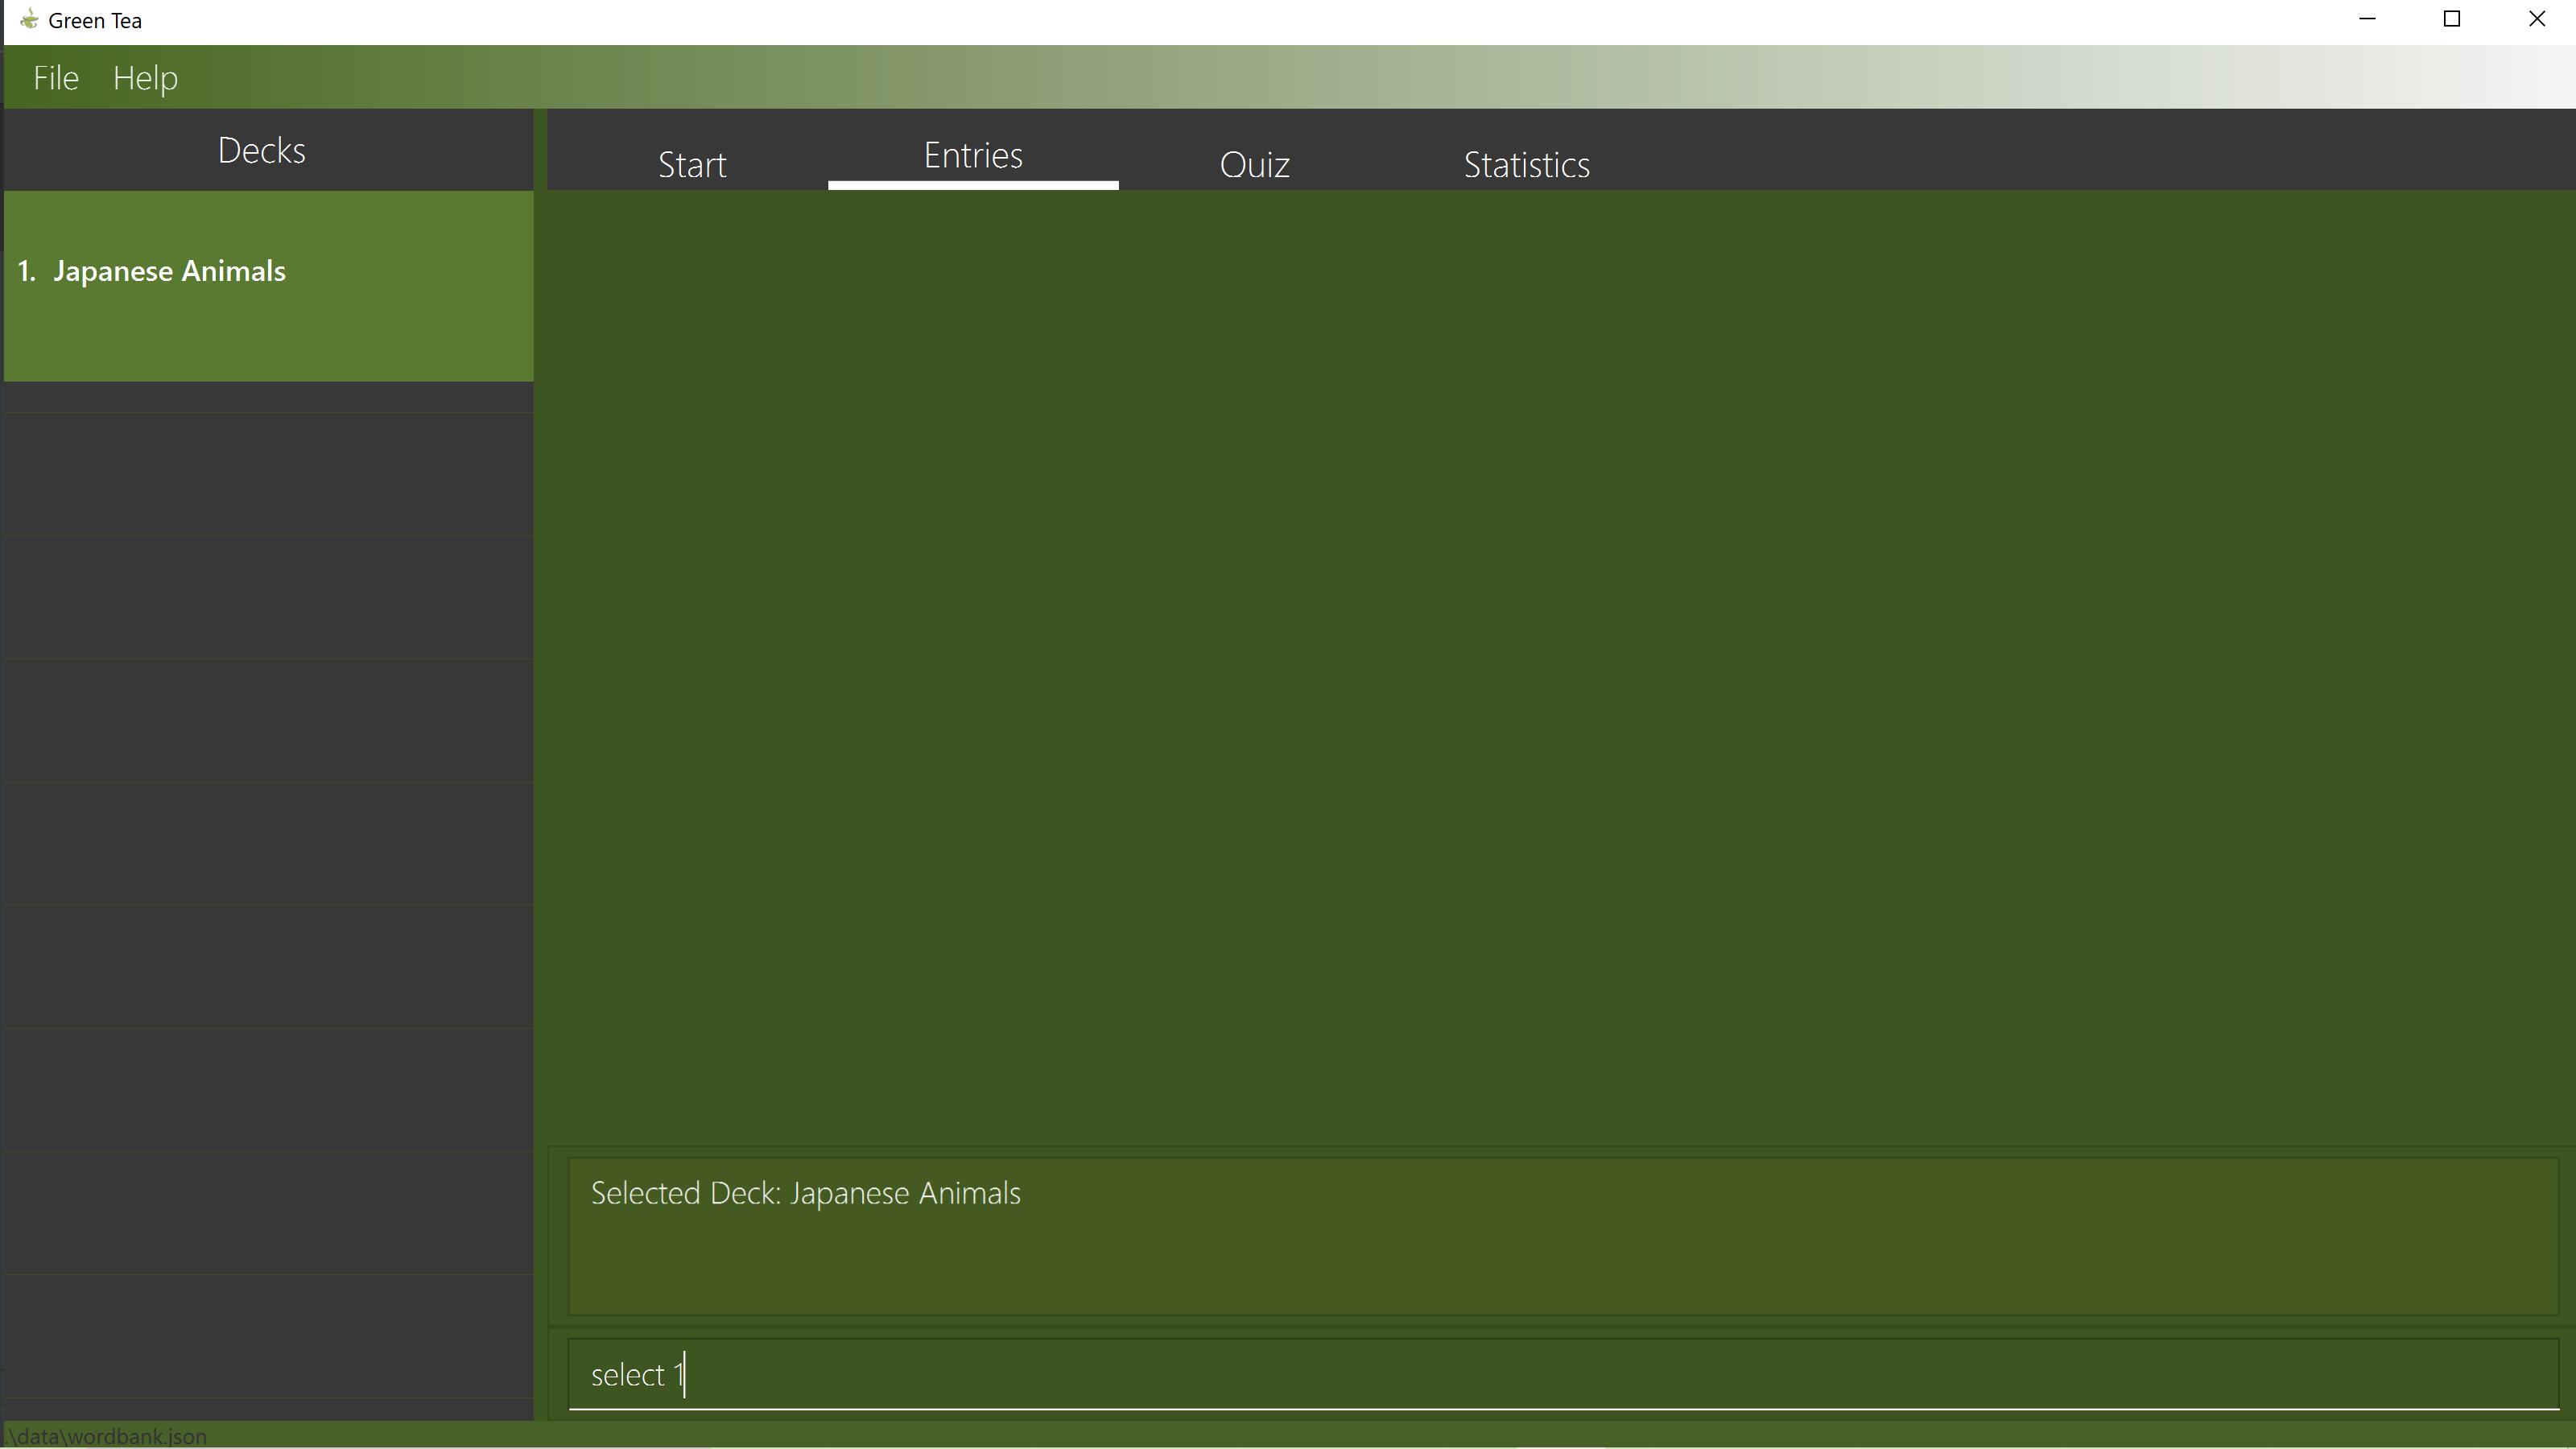 Green Tea
File Help
Decks
Start Entries Quiz Statistics
1. Japanese Animals
Selected Deck: Japanese Animals
select 1
.\data\wordbank.json